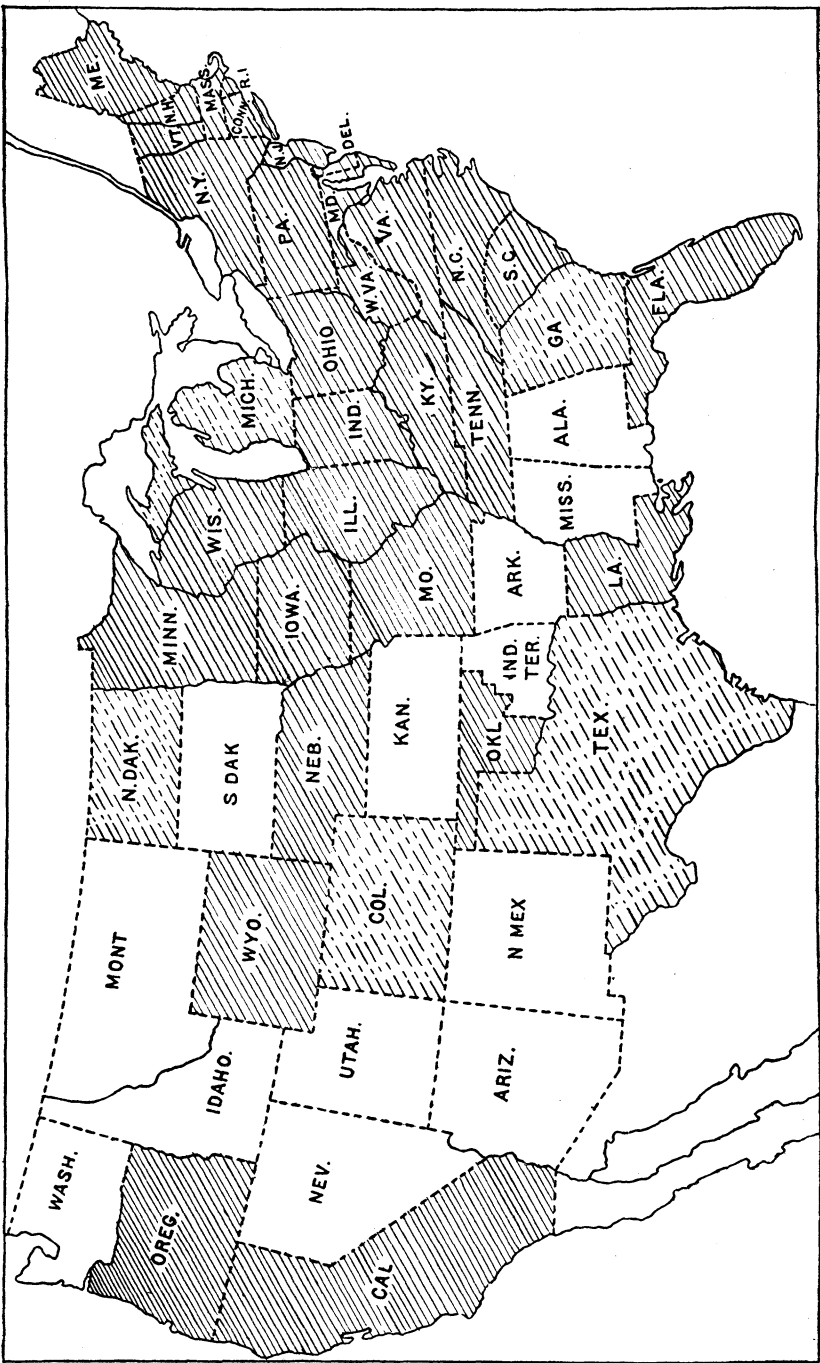 WASH.
OREG.
CAL
NEV.
IDAHO.
MONT
WYO.
UTAH.
ARIZ.
COL.
N MEX
N.DAK.
S DAK
NEB.
KAN.
OKL
IND.
TER.
TEX.
MINN.
IOWA.
MO.
ARK.
LA.
WIS.
ILL.
MICH.
IND.
OHIO
KY.
TENN
MISS.
ALA.
GA
FLA.
S.C.
N.C.
VA.
W.VA.
MD.
DEL.
PA.
N.J.
N.Y.
VT.
N.H.
ME.
MASS.
CONN.
R.I